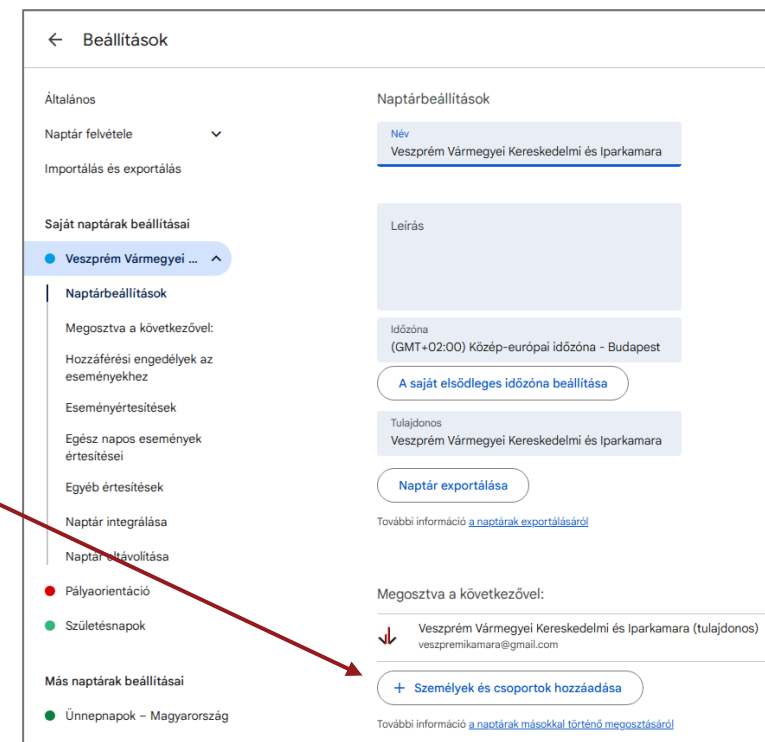 Beállítások
Általános
Naptár felvétele
Importálás és exportálás
Saját naptárak beállításai
Veszprém Vármegyei ...
Naptárbeállítások
Megosztva a következővel:
Hozzáférési engedélyek az
eseményekhez
Eseményértesítések
Egész napos események
értesítései
Egyéb értesítések
Naptár integrálása
Naptár eltávolítása
Pályaorientáció
Születésnapok
Más naptárak beállításai
Ünnepnapok – Magyarország
Naptárbeállítások
Név
Veszprém Vármegyei Kereskedelmi és Iparkamara
Leírás
Időzóna
(GMT+02:00) Közép-európai időzóna - Budapest
A saját elsődleges időzóna beállítása
Tulajdonos
Veszprém Vármegyei Kereskedelmi és Iparkamara
Naptár exportálása
További információ a naptárak exportálásáról
Megosztva a következővel:
Veszprém Vármegyei Kereskedelmi és Iparkamara (tulajdonos)
veszpremikamara@gmail.com
+ Személyek és csoportok hozzáadása
További információ a naptárak másokkal történő megosztásáról